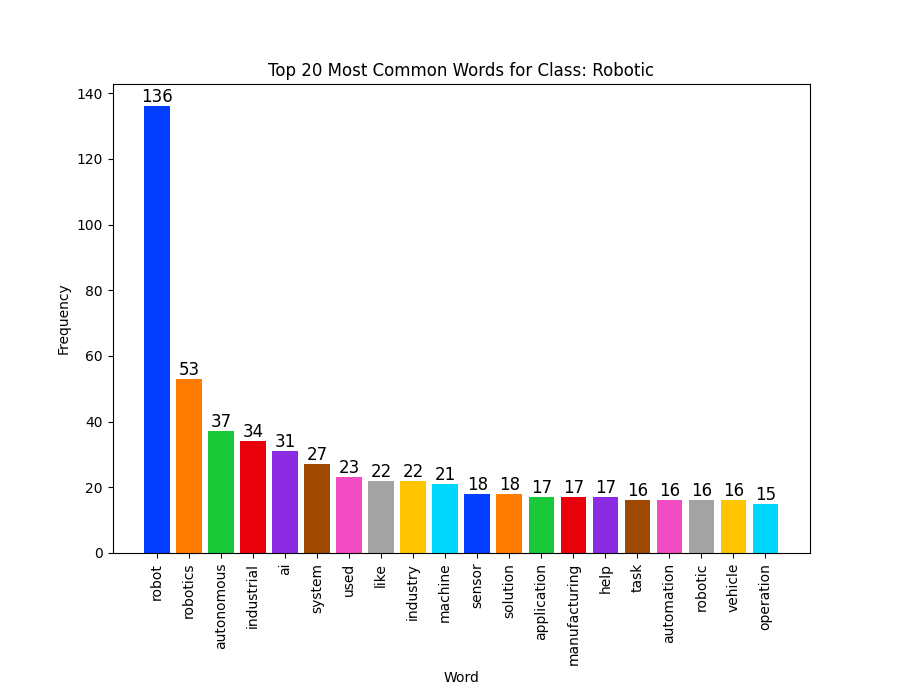 Top 20 Most Common Words for Class: Robotic
Frequency
140
120
100
80
60
40
20
0
136
53
37
34
31
27
23
22
22
21
18
18
17
17
17
16
16
16
16
15
robot
robotics
autonomous
industrial
ai
system
used
like
industry
machine
sensor
solution
application
manufacturing
help
task
automation
robotic
vehicle
operation
Word